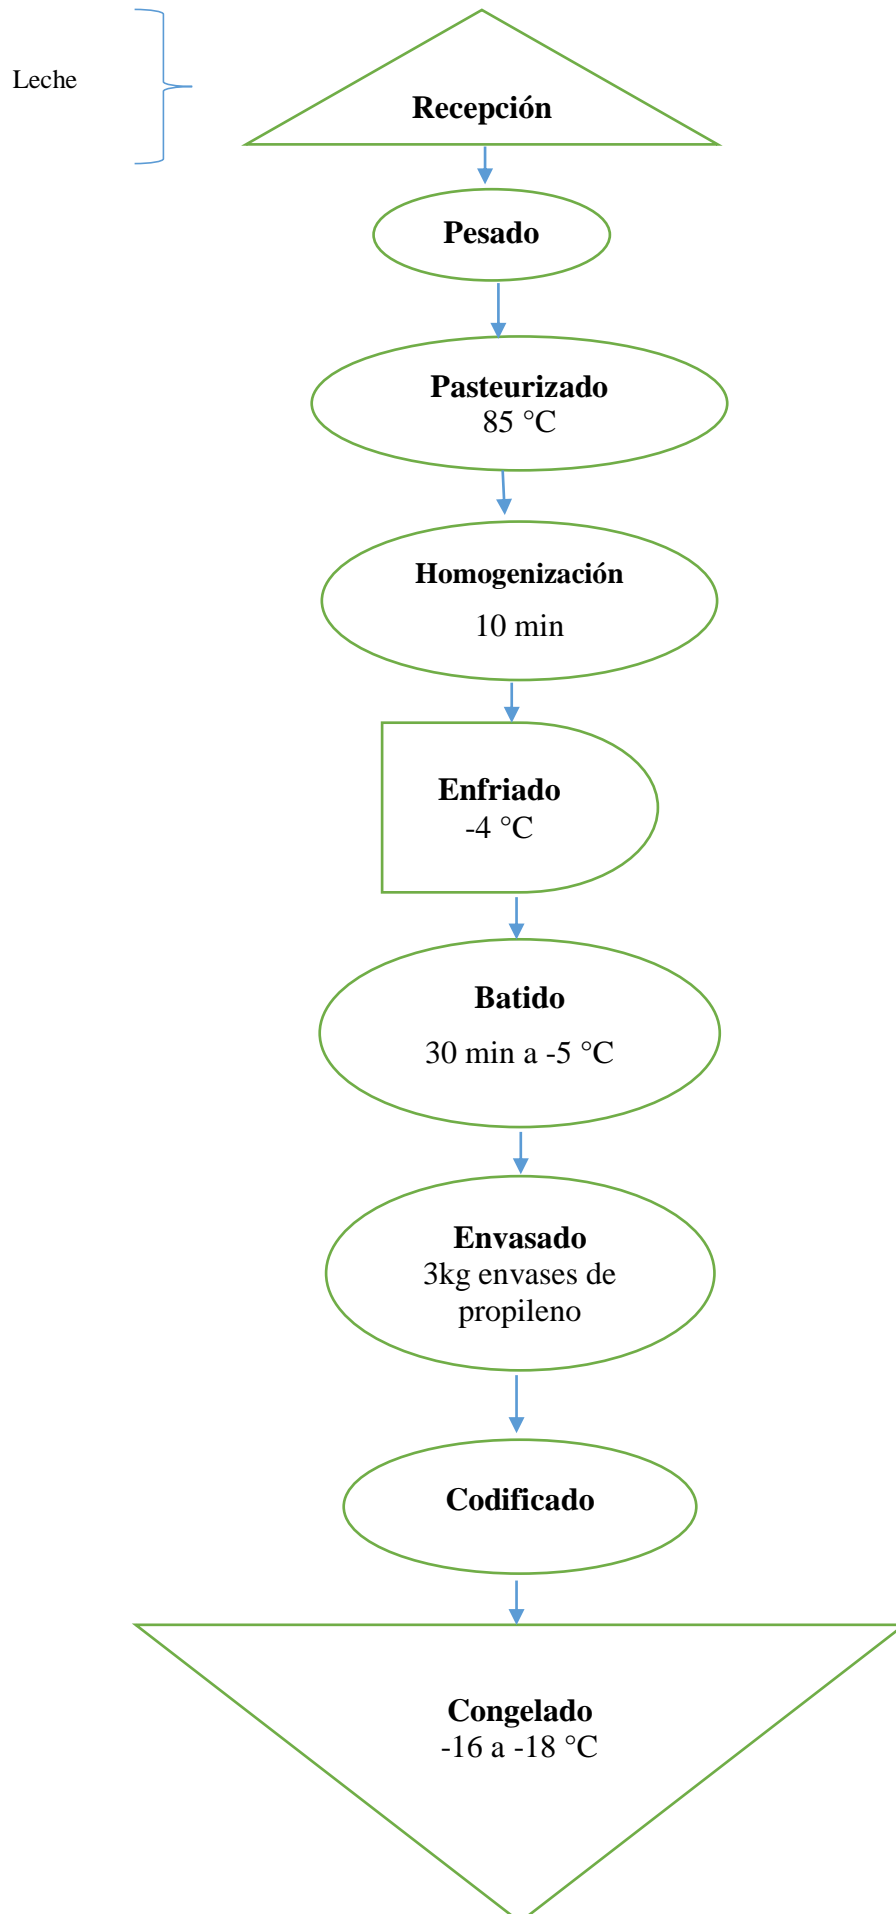 Leche
Recepción
Pesado
Pasteurizado
85 °C
Homogenización
10 min
Enfriado
-4 °C
Batido
30 min a -5 °C
Envasado
3kg envases de
propileno
Codificado
Congelado
-16 a -18 °C